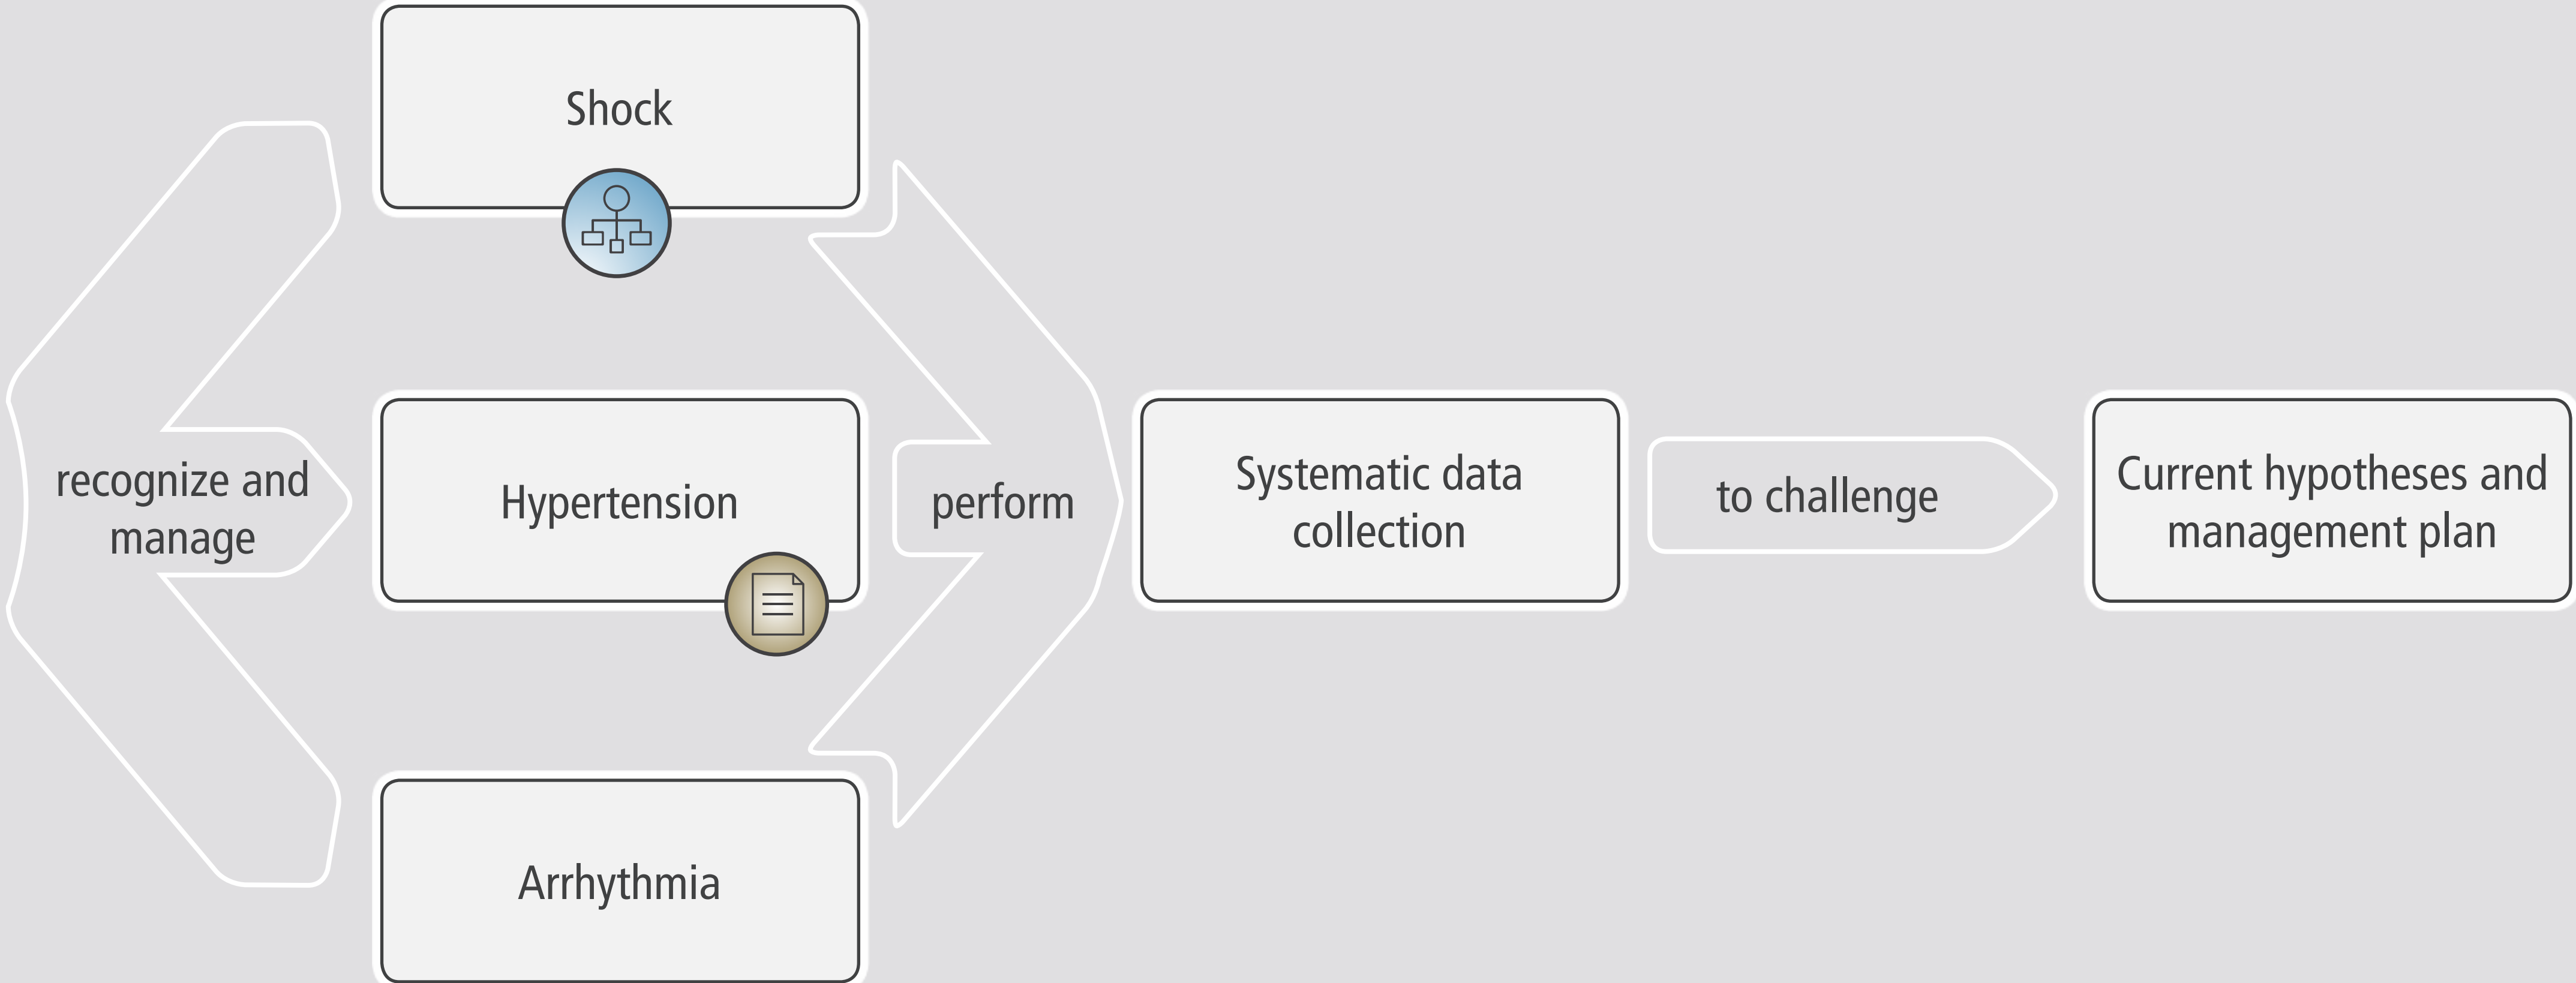 recognize and
manage
Shock
Hypertension
Arrhythmia
perform
Systematic data
collection
to challenge
Current hypotheses and
management plan